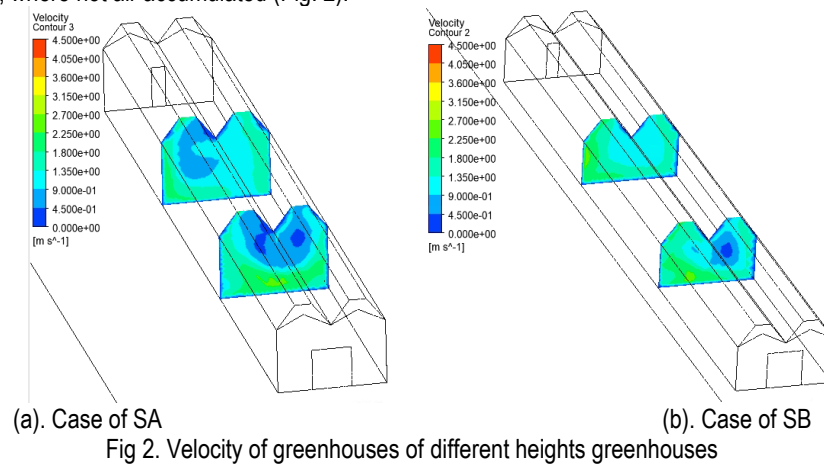 , where hot air accumulated (Fig. 2).
Velocity
Contour 3
4.500e+00
4.050e+00
3.600e+00
3.150e+00
2.700e+00
2.250e+00
1.800e+00
1.350e+00
9.000e-01
4.500e-01
0.000e+00
[m s^-1]
Velocity
Contour 2
4.500e+00
4.050e+00
3.600e+00
3.150e+00
2.700e+00
2.250e+00
1.800e+00
1.350e+00
9.000e-01
4.500e-01
0.000e+00
[m s^-1]
(a). Case of SA
(b). Case of SB
Fig 2. Velocity of greenhouses of different heights greenhouses